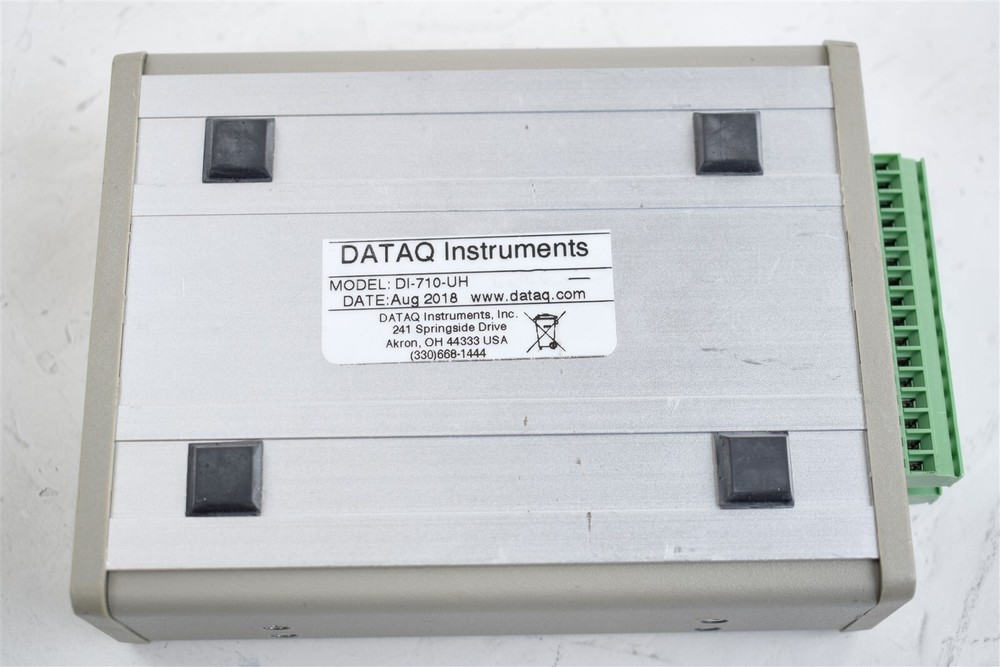 DATAQ Instruments
MODEL: DI-710-UH
DATE:Aug 2018 www.dataq.com
DATAQ Instruments, Inc.
241 Springside Drive
Akron, OH 44333 USA
(330)668-1444